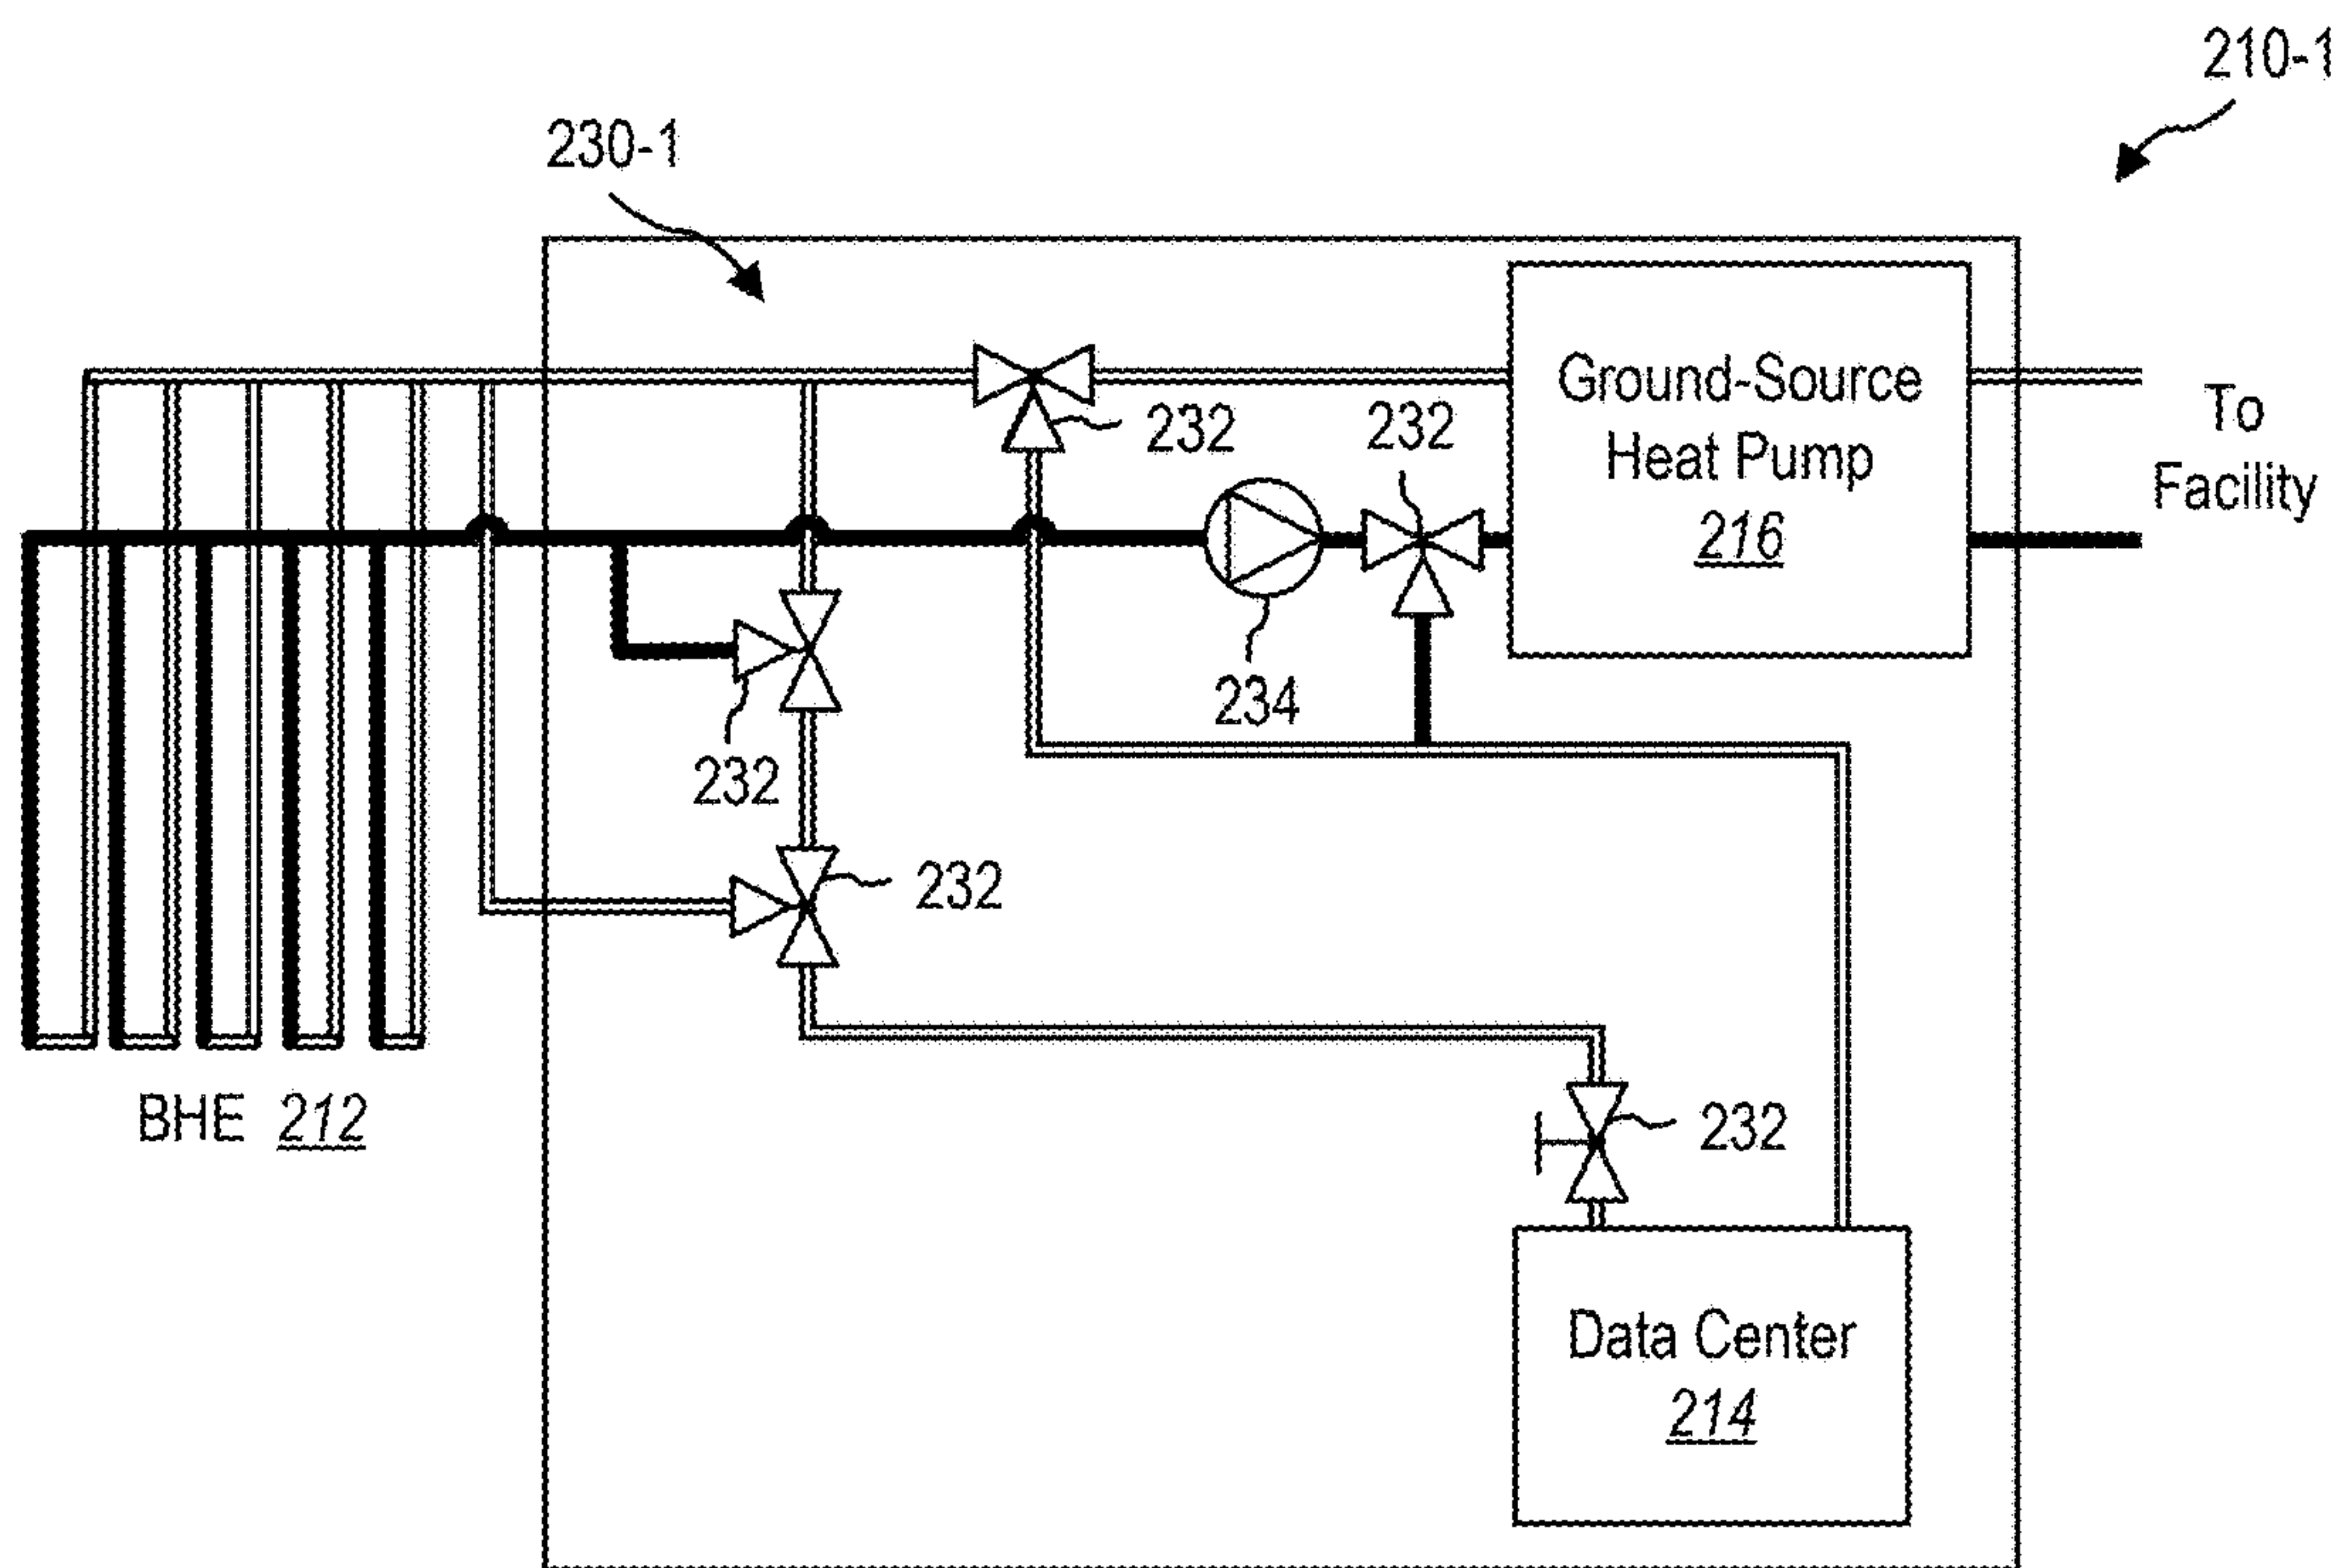 210-1
230-1
Ground-Source
Heat Pump
216
To
Facility
232
232
234
232
232
BHE 212
232
Data Center
214